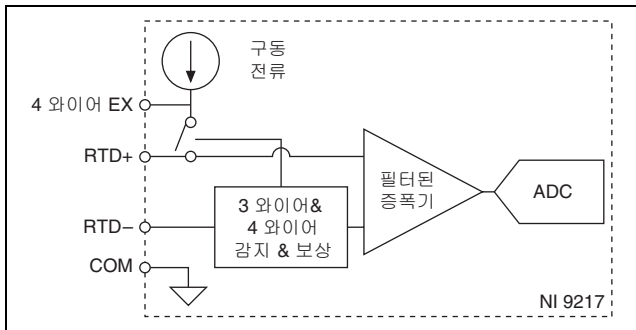 구동
전류
4 와이어 EX
RTD+
RTD–
COM
3 와이어&
4 와이어
감지 & 보상
필터된
증폭기
ADC
NI 9217